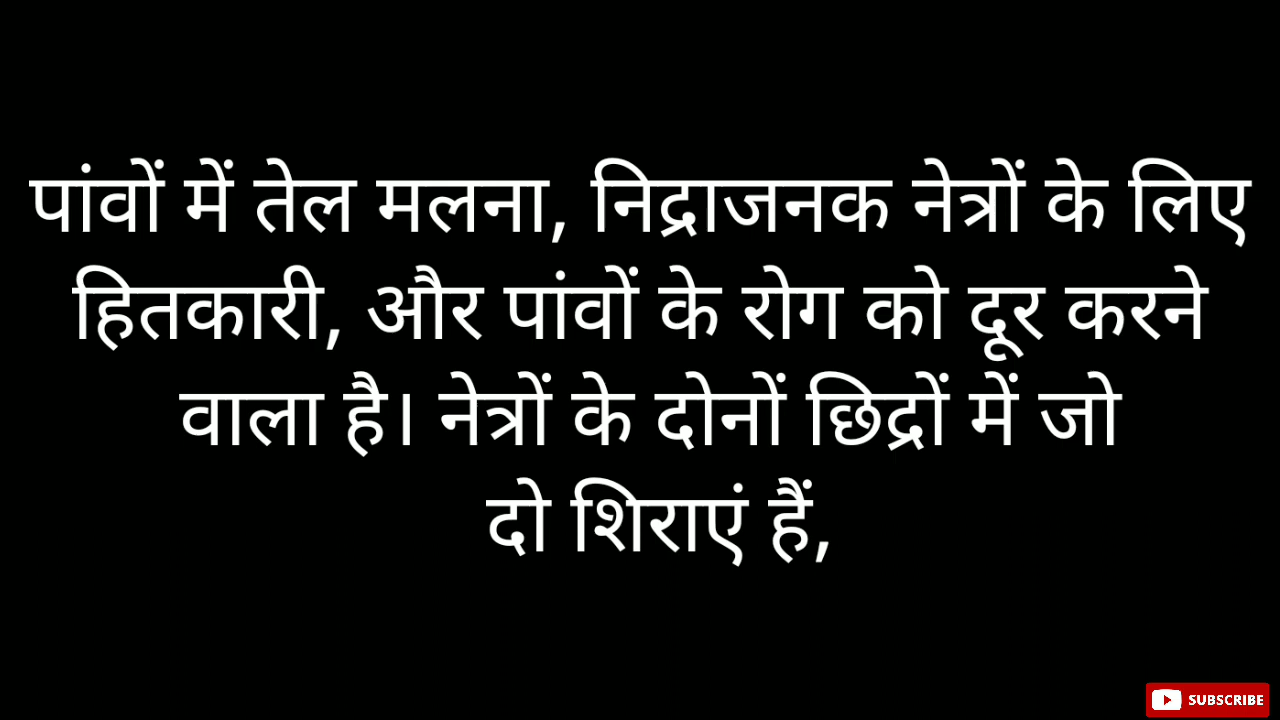 पांवों में तेल मलना, निद्राजनक नेत्रों के लिए
हितकारी, और पांवों के रोग को दूर करने
वाला है। नेत्रों के दोनों छिद्रों में जो
दो शिराएं हैं,
SUBSCRIBE